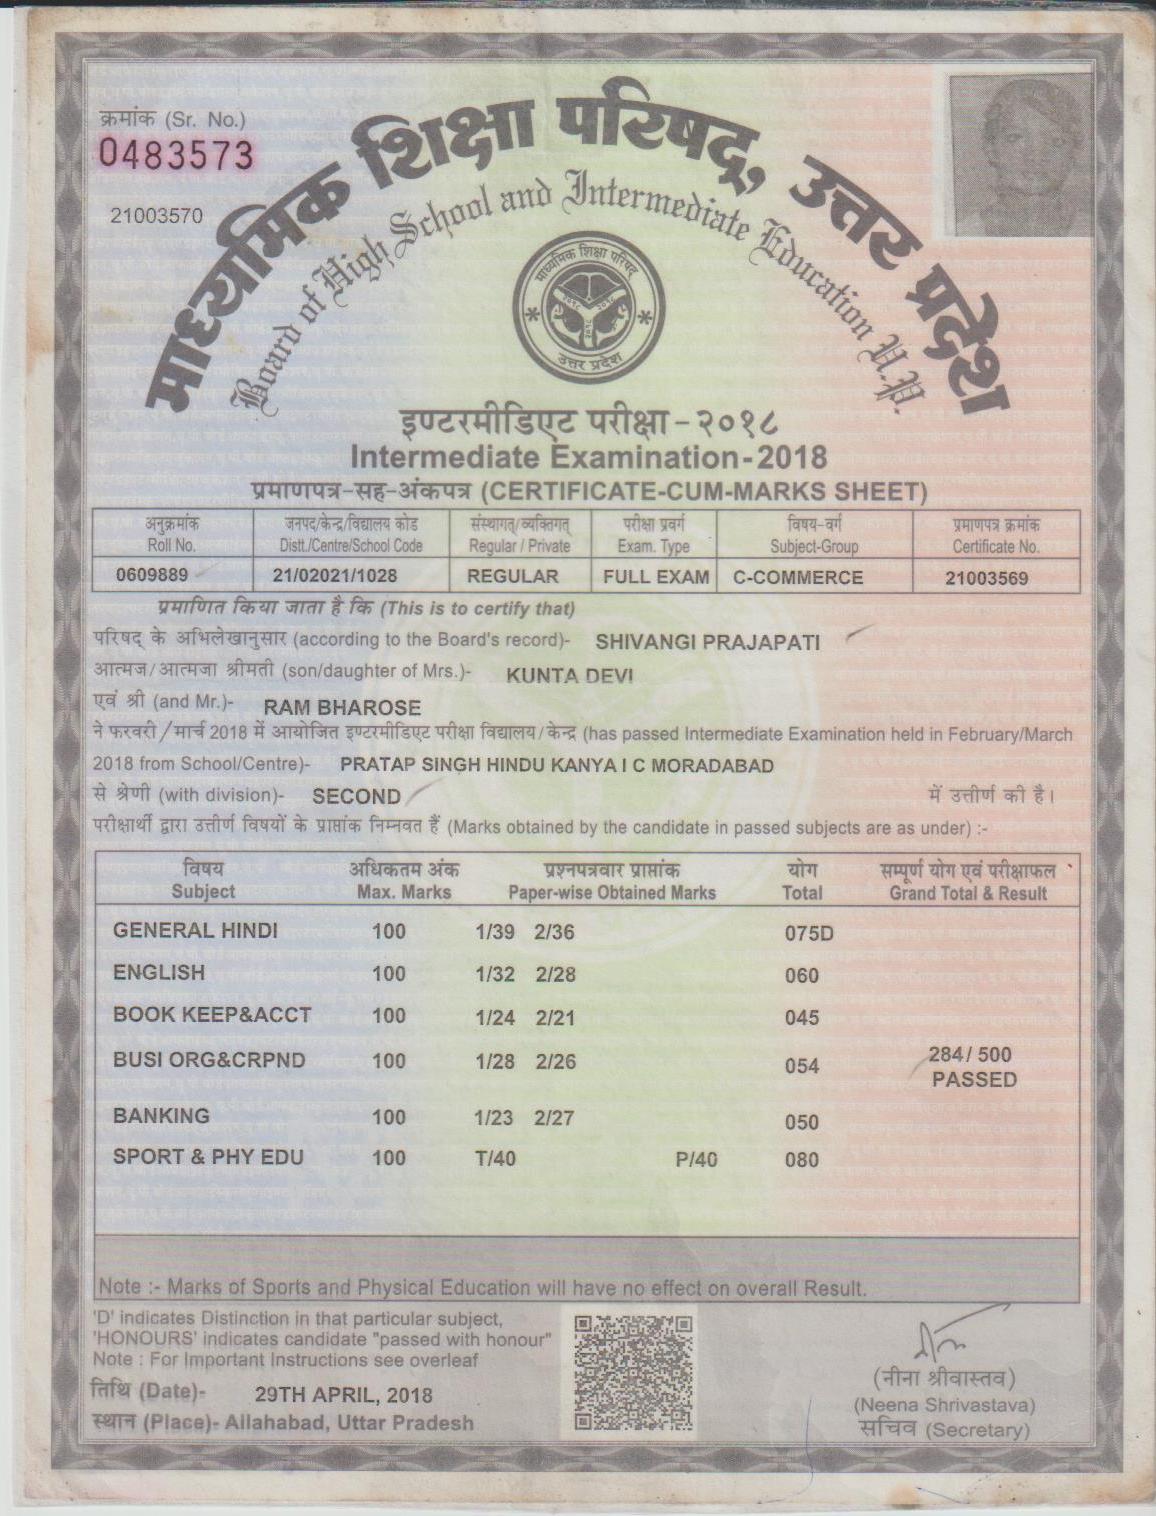 क्रमांक (Sr. No.)
0483573
21003570
माध्यमिक शिक्षा परिषद्, उत्तर प्रदेश
Board of High School and Intermediate Education U.P.
माध्यमिक शिक्षा परिषद्
उत्तर प्रदेश
इण्टरमीडिएट परीक्षा - २०१८
Intermediate Examination - 2018
प्रमाणपत्र-सह-अंकपत्र (CERTIFICATE-CUM-MARKS SHEET)
अनुक्रमांक जनपद/केन्द्र/विद्यालय कोड संस्थागत्/व्यक्तिगत् परीक्षा प्रवर्ग विषय-वर्ग प्रमाणपत्र क्रमांक
Roll No. Distt./Centre/School Code Regular / Private Exam. Type Subject-Group Certificate No.
0609889 21/02021/1028 REGULAR FULL EXAM C-COMMERCE 21003569
प्रमाणित किया जाता है कि (This is to certify that)
परिषद् के अभिलेखानुसार (according to the Board's record)- SHIVANGI PRAJAPATI
आत्मज/आत्मजा श्रीमती (son/daughter of Mrs.)- KUNTA DEVI
एवं श्री (and Mr.)- RAM BHAROSE
ने फरवरी/मार्च 2018 में आयोजित इण्टरमीडिएट परीक्षा विद्यालय/केन्द्र (has passed Intermediate Examination held in February/March
2018 from School/Centre)- PRATAP SINGH HINDU KANYA I C MORADABAD
से श्रेणी (with division)- SECOND में उत्तीर्ण की है।
परीक्षार्थी द्वारा उत्तीर्ण विषयों के प्राप्तांक निम्नवत हैं (Marks obtained by the candidate in passed subjects are as under) :-
विषय अधिकतम अंक प्रश्नपत्रवार प्राप्तांक योग सम्पूर्ण योग एवं परीक्षाफल
Subject Max. Marks Paper-wise Obtained Marks Total Grand Total & Result
GENERAL HINDI 100 1/39 2/36 075D
ENGLISH 100 1/32 2/28 060
BOOK KEEP&ACCT 100 1/24 2/21 045
BUSI ORG&CRPND 100 1/28 2/26 054 284/ 500
PASSED
BANKING 100 1/23 2/27 050
SPORT & PHY EDU 100 T/40 P/40 080
Note :- Marks of Sports and Physical Education will have no effect on overall Result.
'D' indicates Distinction in that particular subject,
'HONOURS' indicates candidate "passed with honour"
Note : For Important Instructions see overleaf
तिथि (Date)- 29TH APRIL, 2018
स्थान (Place)- Allahabad, Uttar Pradesh
(नीना श्रीवास्तव)
(Neena Shrivastava)
सचिव (Secretary)